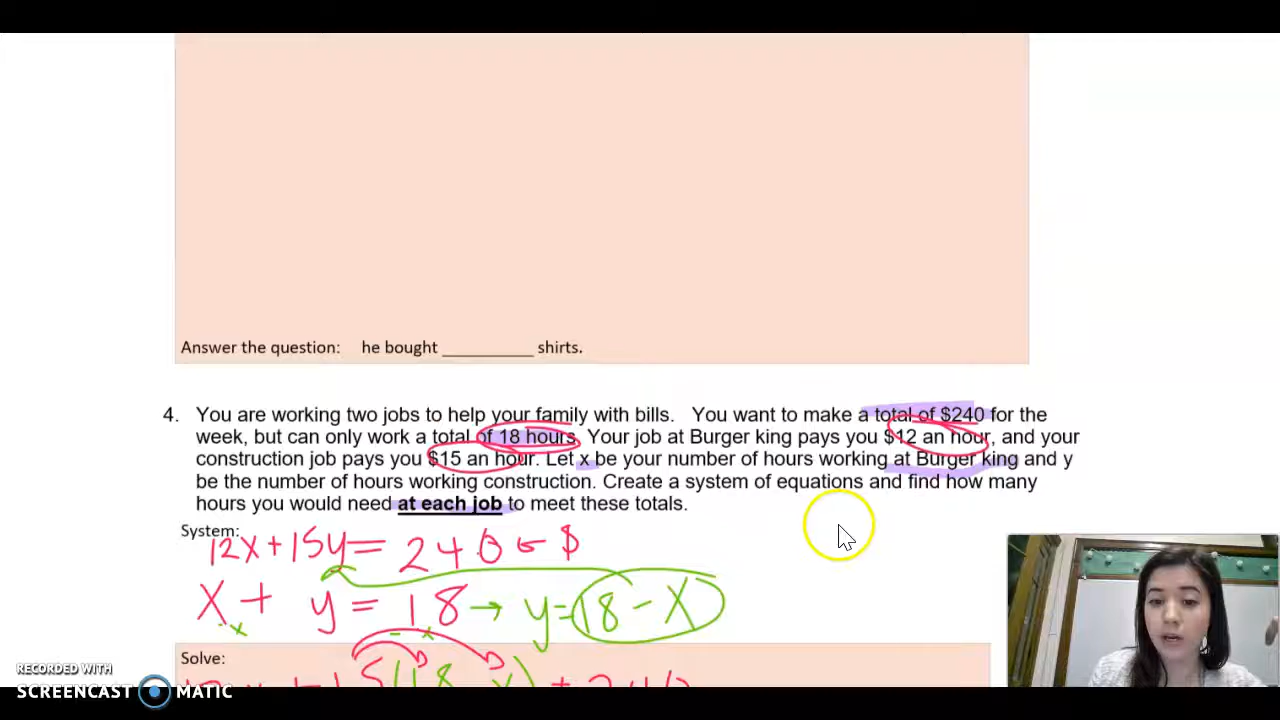 Answer the question: he bought __________ shirts.
4. You are working two jobs to help your family with bills. You want to make a total of $240 for the
week, but can only work a total of 18 hours. Your job at Burger king pays you $12 an hour, and your
construction job pays you $15 an hour. Let x be your number of hours working at Burger king and y
be the number of hours working construction. Create a system of equations and find how many
hours you would need at each job to meet these totals.
System:
12x+15y= 240 ← $
x + y = 18 → y=18-x
-x -x
Solve:
RECORDED WITH
SCREENCAST MATIC